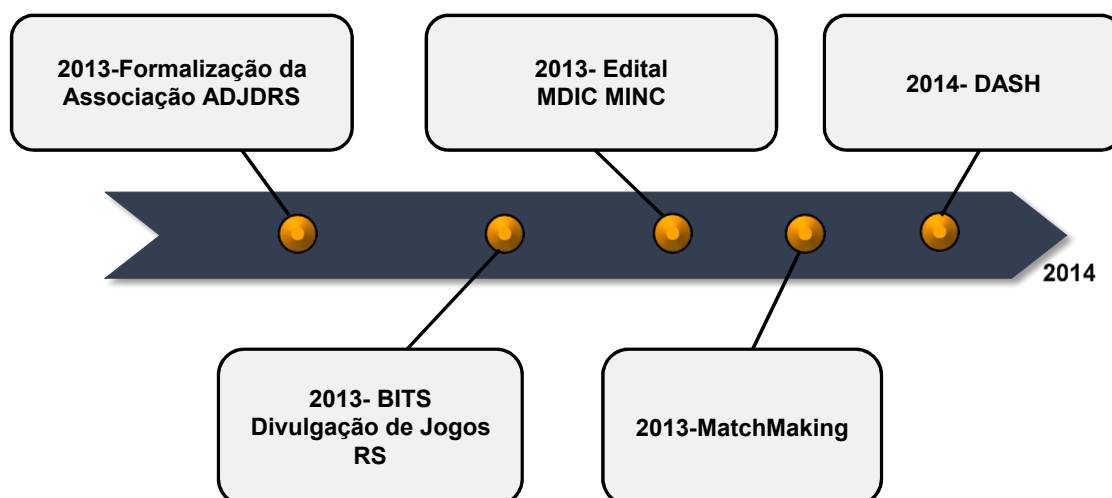 2013-Formalização da
Associação ADJDRS
2013- Edital
MDIC MINC
2014- DASH
2014
2013- BITS
Divulgação de Jogos
RS
2013-MatchMaking